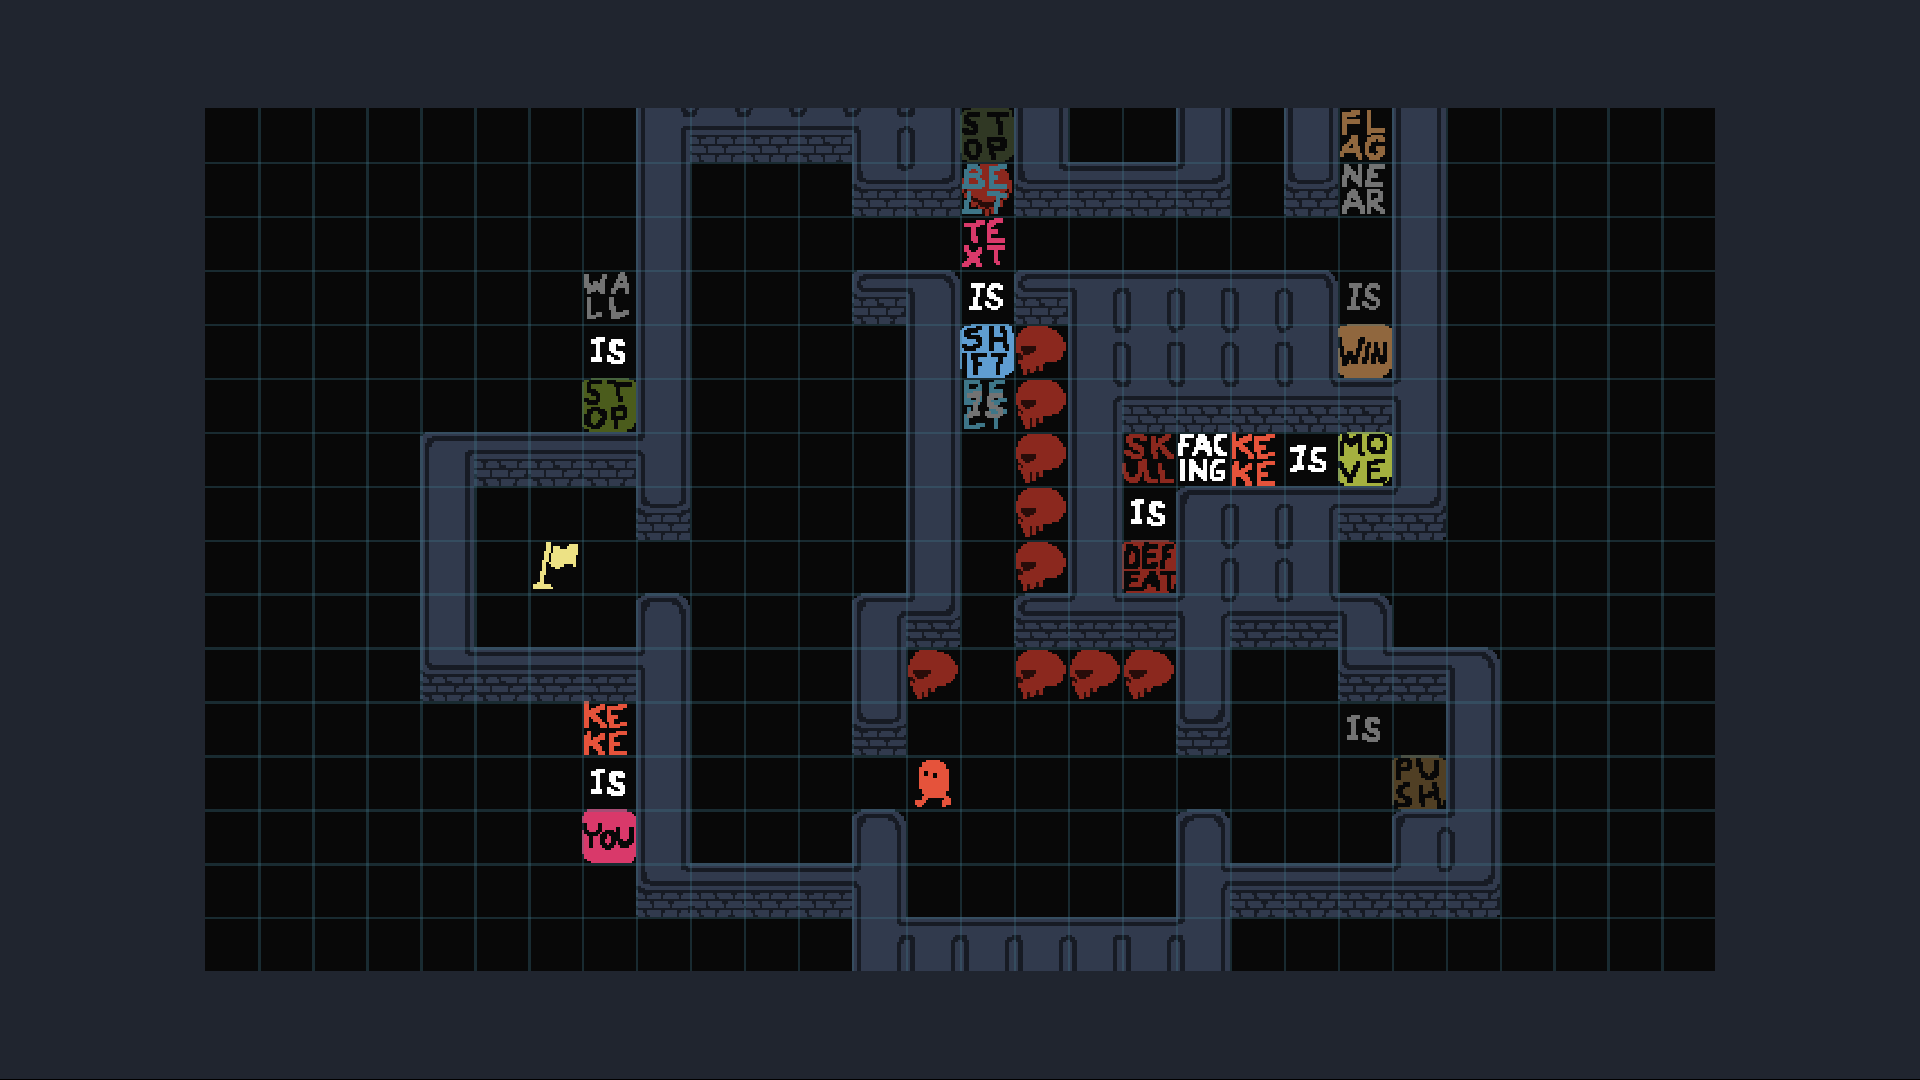 STOP
FLAG
BELT
NEAR
TEXT
WALL
IS
IS
IS
SHIFT
WIN
STOP
BELT
IS
SKULL FACING KEKE IS MOVE
IS
DEFEAT
KEKE
IS
IS
PUSH
YOU